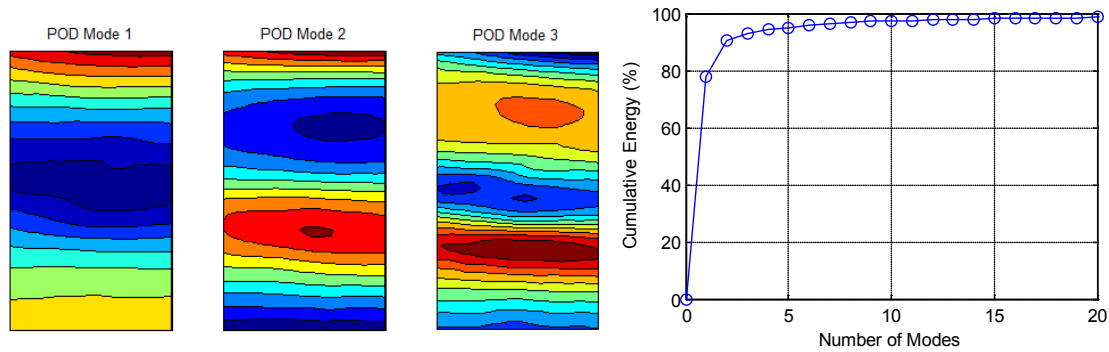 POD Mode 1
POD Mode 2
POD Mode 3
100
80
60
40
20
0
Cumulative Energy (%)
0 5 10 15 20
Number of Modes